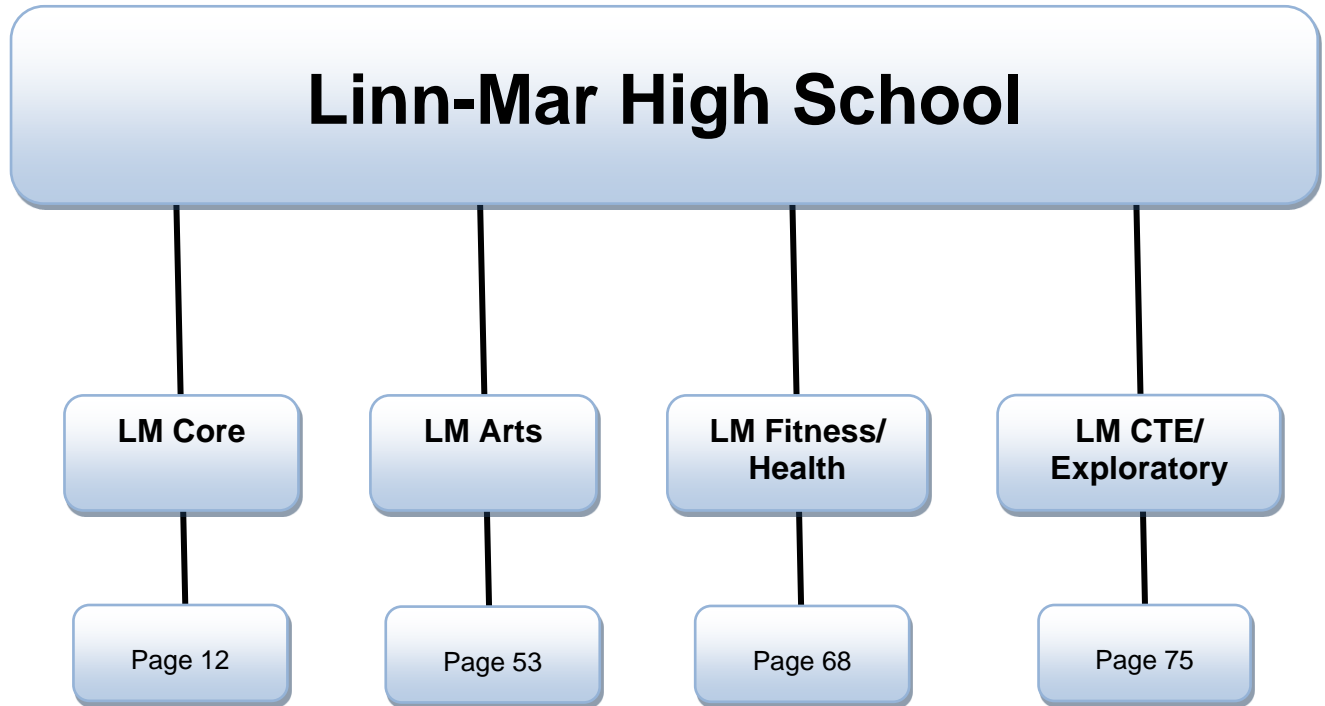 Linn-Mar High School
LM Core
LM Arts
LM Fitness/
Health
LM CTE/
Exploratory
Page 12
Page 53
Page 68
Page 75